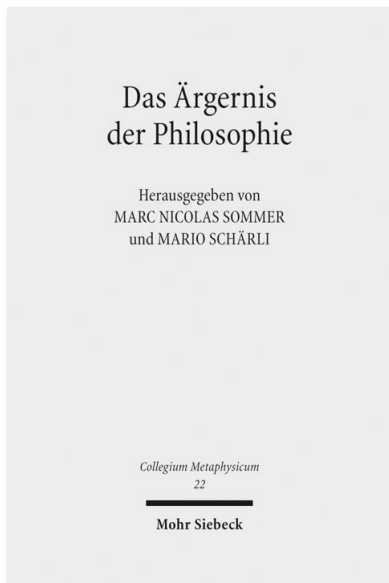 Das Ärgernis
der Philosophie
Herausgegeben von
MARC NICOLAS SOMMER
und MARIO SCHÄRLI
Collegium Metaphysicum
22
Mohr Siebeck